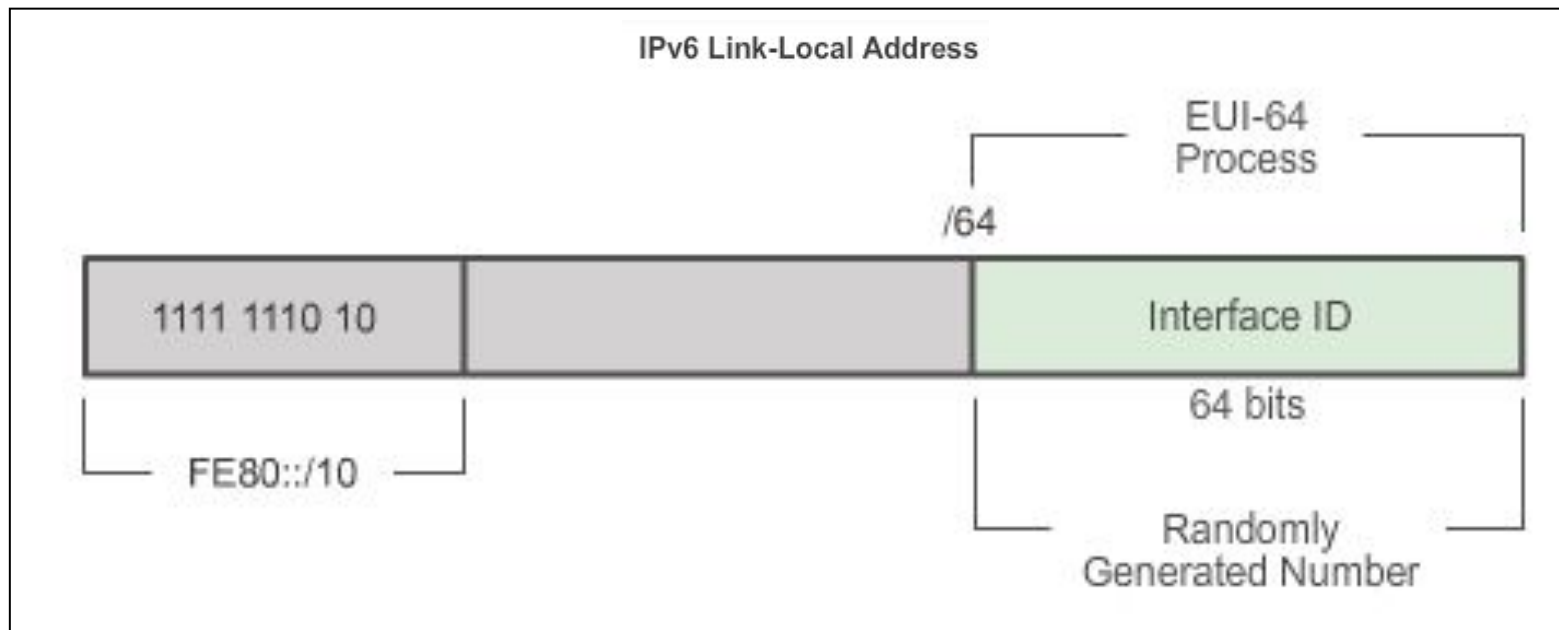 IPv6 Link-Local Address
EUI-64
Process
/64
1111 1110 10
Interface ID
64 bits
FE80::/10
Randomly
Generated Number